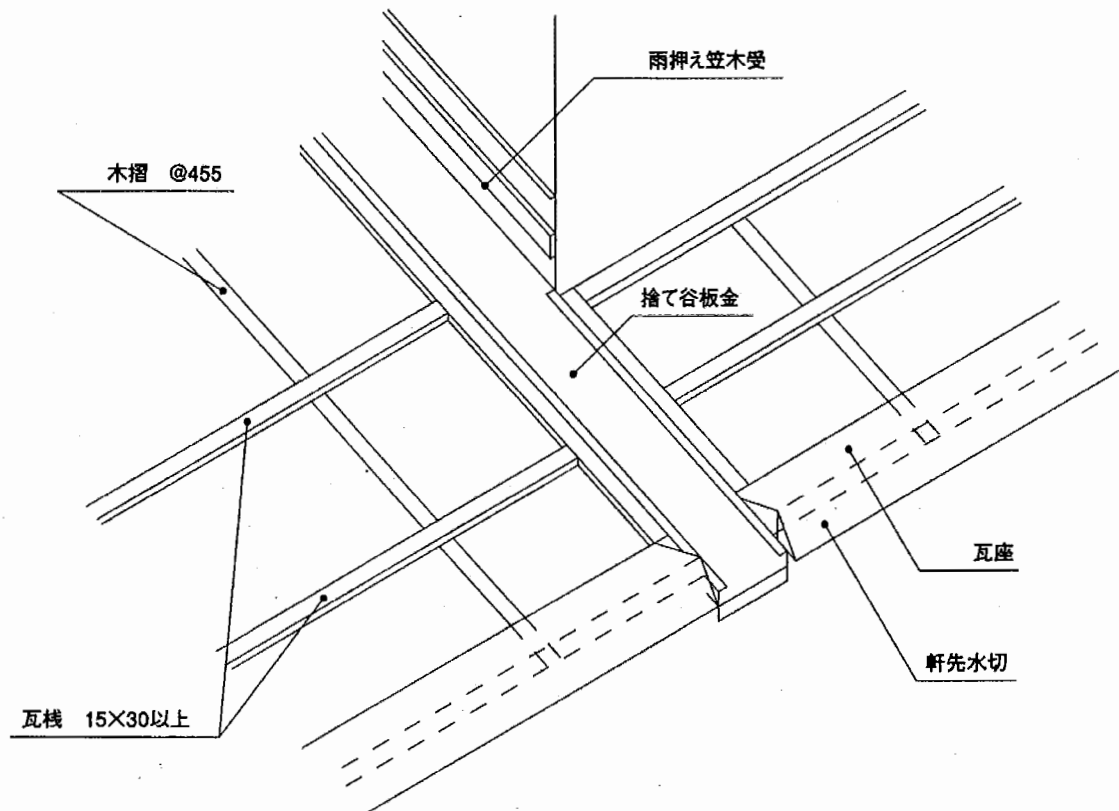 雨押え笠木受
木摺 @455
捨て谷板金
瓦座
軒先水切
瓦桟 15×30以上